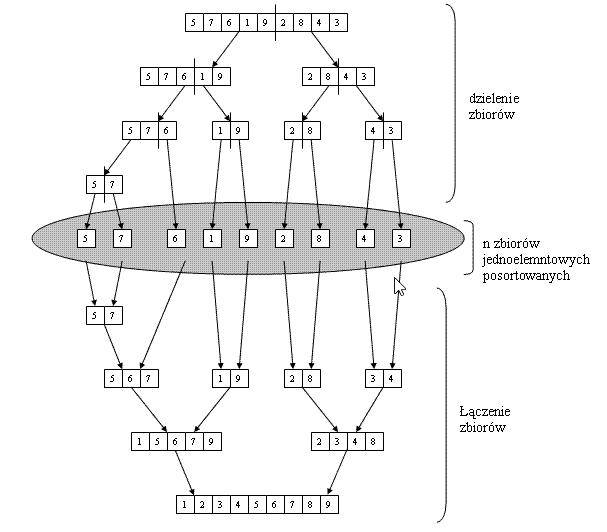 5 7 6 1 9 2 8 4 3
5 7 6 1 9 2 8 4 3
dzielenie
zbiorów
5 7 6 1 9 2 8 4 3
5 7
5 7 6 1 9 2 8 4 3
n zbiorów
jednoelemntowych
posortowanych
5 7
5 6 7 1 9 2 8 3 4
Łączenie
zbiorów
1 5 6 7 9 2 3 4 8
1 2 3 4 5 6 7 8 9